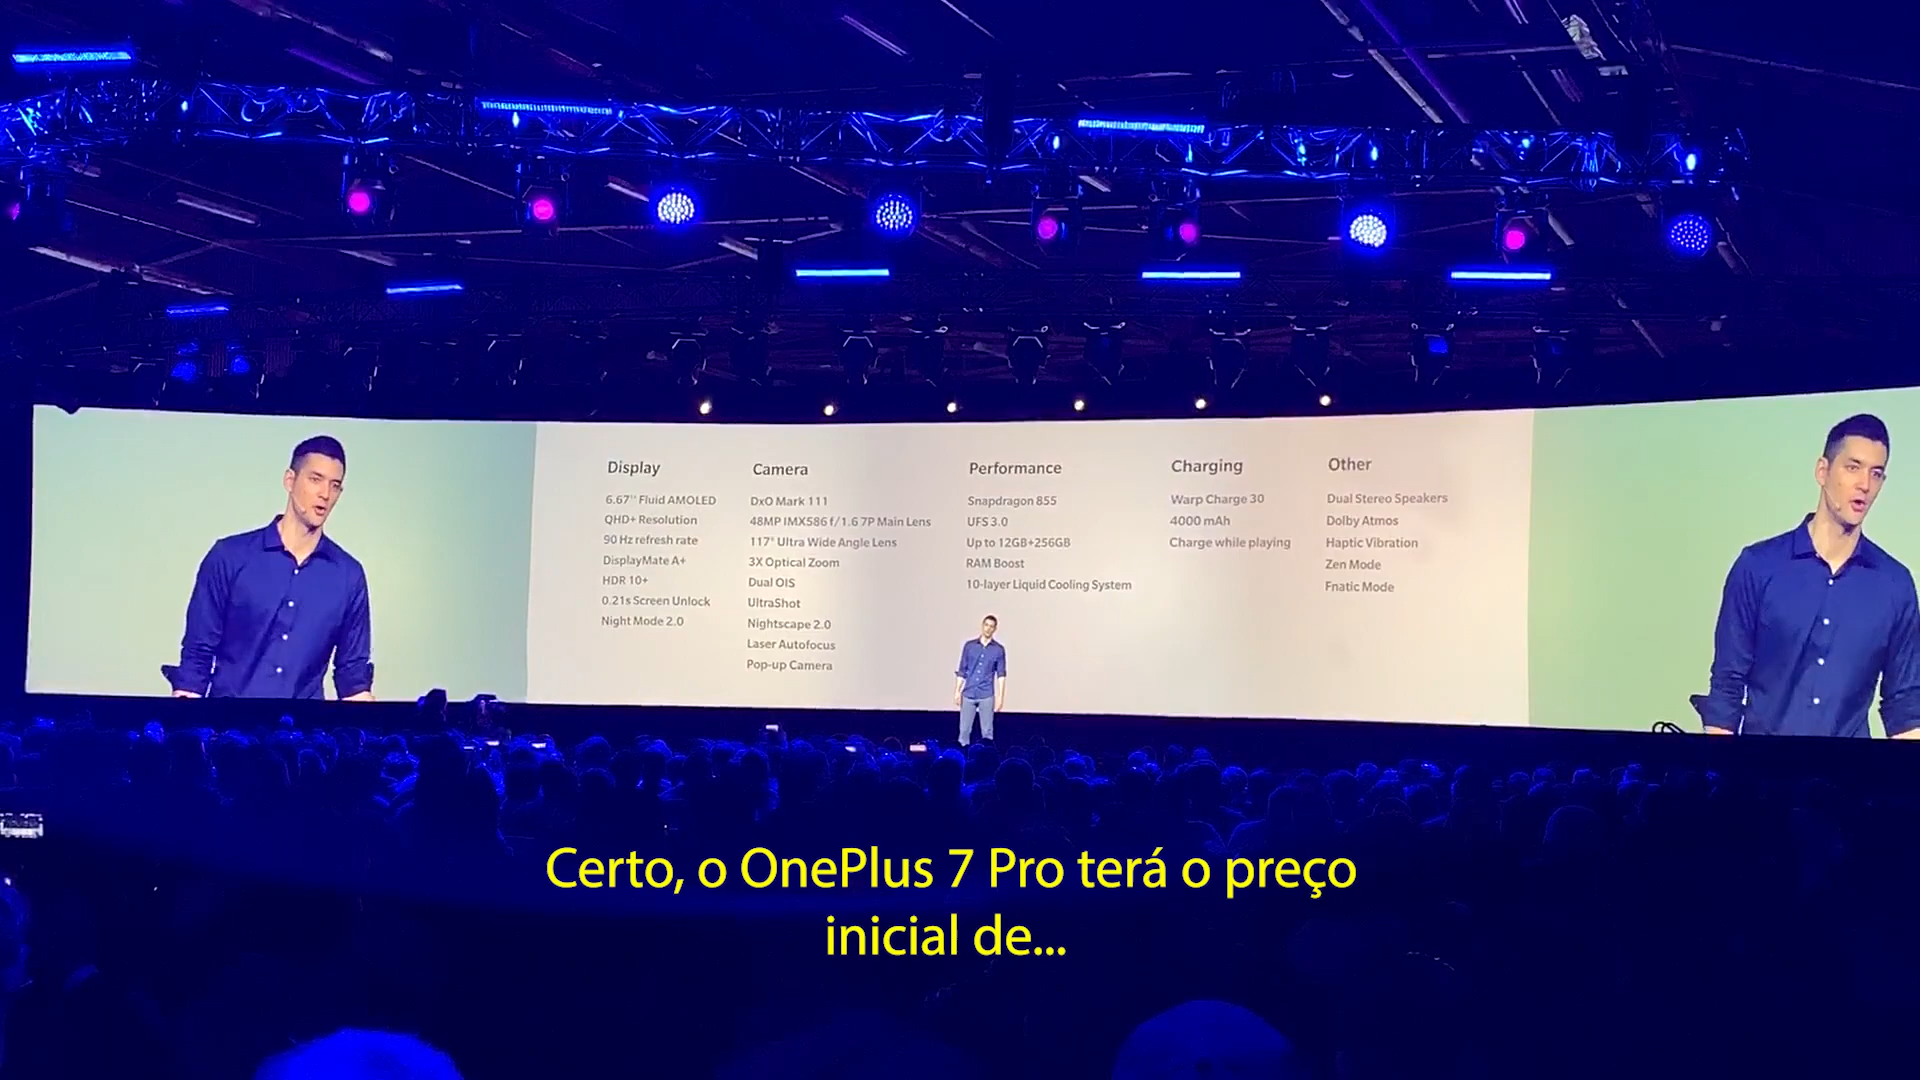 Display
6.67" Fluid AMOLED
QHD+ Resolution
90 Hz refresh rate
DisplayMate A+
HDR 10+
0.21s Screen Unlock
Night Mode 2.0
Camera
DxO Mark 111
48MP IMX586 f/1.6 7P Main Lens
117° Ultra Wide Angle Lens
3X Optical Zoom
Dual OIS
UltraShot
Nightscape 2.0
Laser Autofocus
Pop-up Camera
Performance
Snapdragon 855
UFS 3.0
Up to 12GB+256GB
RAM Boost
10-layer Liquid Cooling System
Charging
Warp Charge 30
4000 mAh
Charge while playing
Other
Dual Stereo Speakers
Dolby Atmos
Haptic Vibration
Zen Mode
Fnatic Mode
Certo, o OnePlus 7 Pro terá o preço
inicial de...